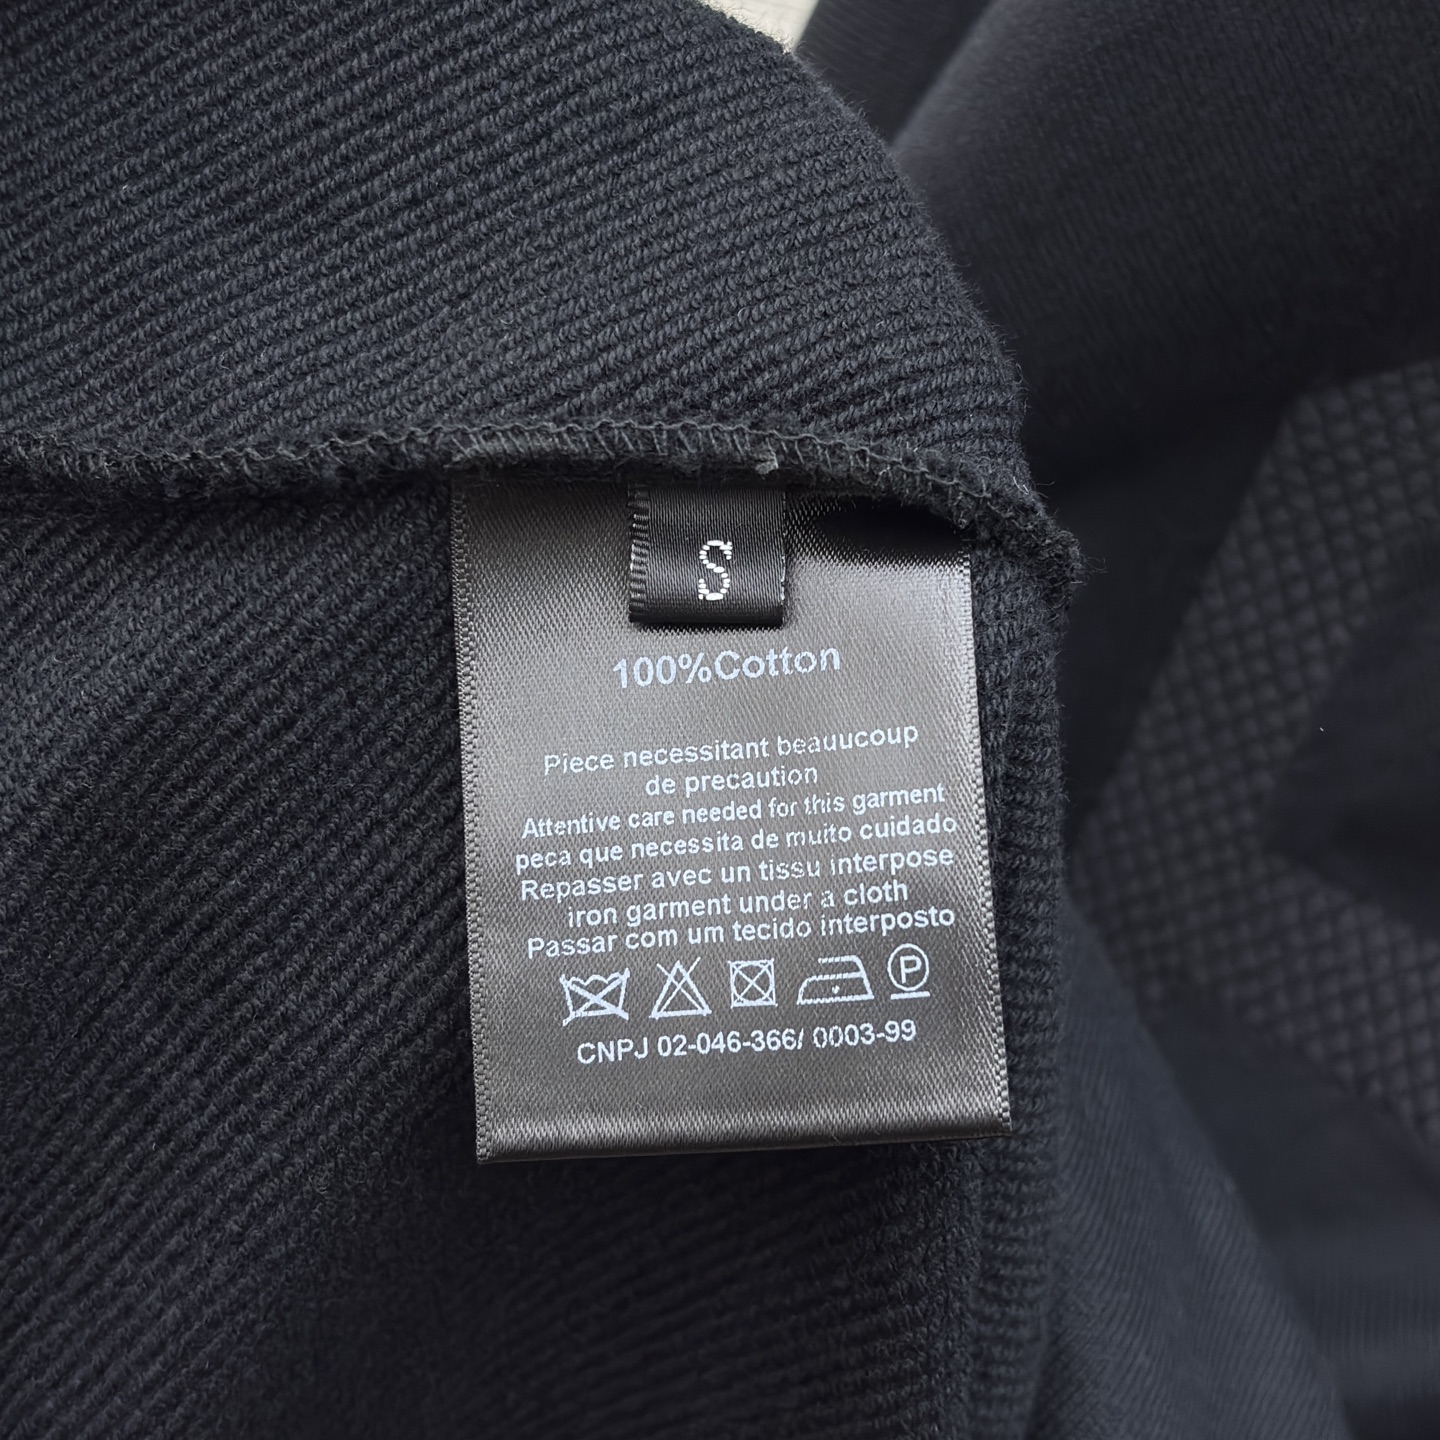 S
100%Cotton
Piece necessitant beauucoup
de precaution
Attentive care needed for this garment
peca que necessita de muito cuidado
Repasser avec un tissu interpose
iron garment under a cloth
Passar com um tecido interposto
P
CNPJ 02-046-366/ 0003-99